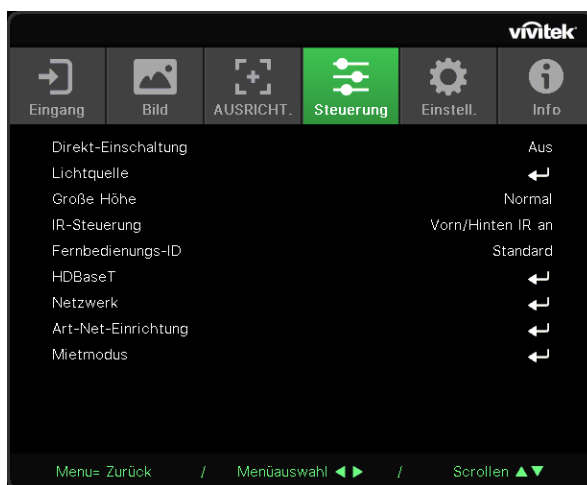 vivitek
Eingang Bild AUSRICHT. Steuerung Einstell. Info
Direkt-Einschaltung Aus
Lichtquelle
Große Höhe Normal
IR-Steuerung Vorn/Hinten IR an
Fernbedienungs-ID Standard
HDBaseT
Netzwerk
Art-Net-Einrichtung
Mietmodus
Menu= Zurück / Menüauswahl ◄ ► / Scrollen ▲▼